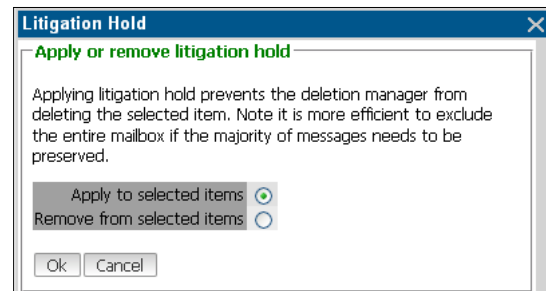 Litigation Hold
Apply or remove litigation hold
Applying litigation hold prevents the deletion manager from
deleting the selected item. Note it is more efficient to exclude
the entire mailbox if the majority of messages needs to be
preserved.
Apply to selected items
Remove from selected items
Ok Cancel